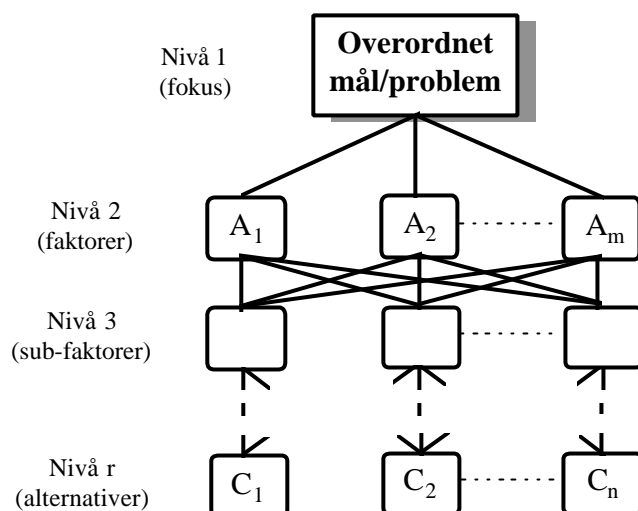 Nivå 1
(fokus)
Overordnet
mål/problem
Nivå 2
(faktorer)
A1
A2
Am
Nivå 3
(sub-faktorer)
Nivå r
(alternativer)
C1
C2
Cn